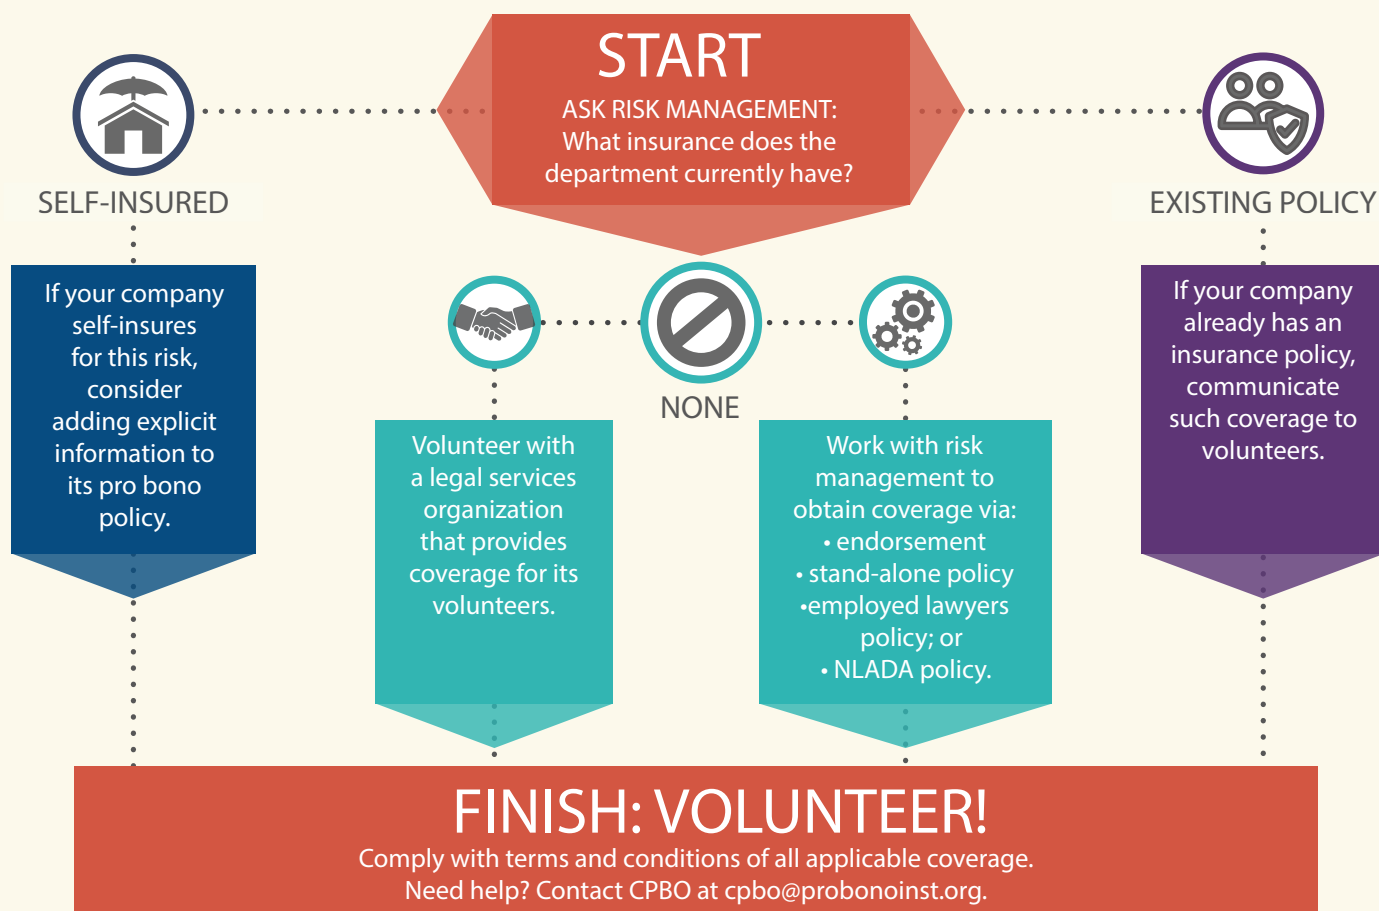 START
ASK RISK MANAGEMENT:
What insurance does the
department currently have?
SELF-INSURED
If your company
self-insures
for this risk,
consider
adding explicit
information to
its pro bono
policy.
NONE
Volunteer with
a legal services
organization
that provides
coverage for its
volunteers.
Work with risk
management to
obtain coverage via:
• endorsement
• stand-alone policy
•employed lawyers
policy; or
• NLADA policy.
EXISTING POLICY
If your company
already has an
insurance policy,
communicate
such coverage to
volunteers.
FINISH: VOLUNTEER!
Comply with terms and conditions of all applicable coverage.
Need help? Contact CPBO at cpbo@probonoinst.org.